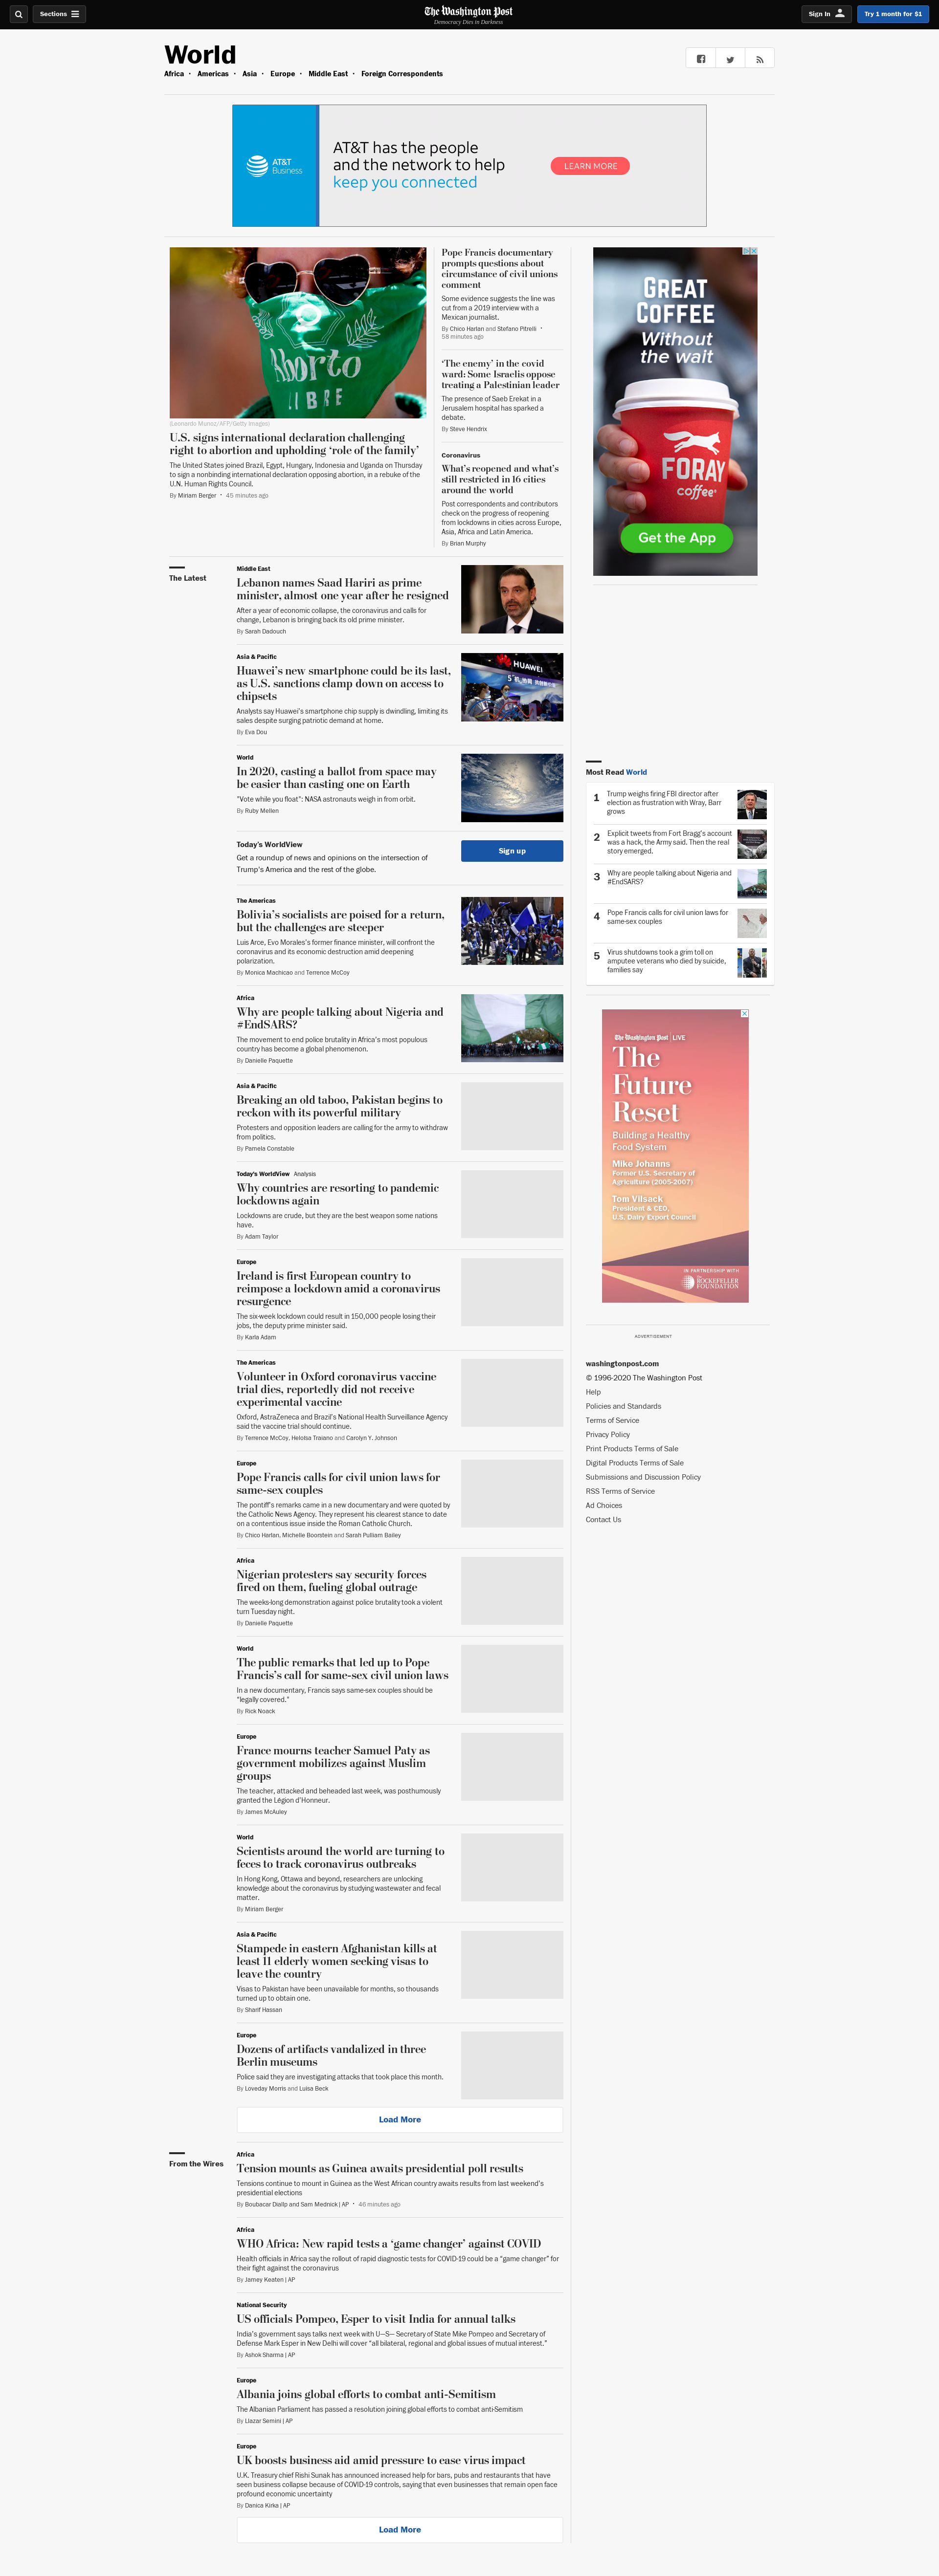 Sections
The Washington Post
Democracy Dies in Darkness
Sign In
Try 1 month for $1
World
Africa • Americas • Asia • Europe • Middle East • Foreign Correspondents
AT&T Business
AT&T has the people
and the network to help
keep you connected
LEARN MORE
Aborto
LIBRE
(Leonardo Munoz/AFP/Getty Images)
U.S. signs international declaration challenging
right to abortion and upholding ‘role of the family’
The United States joined Brazil, Egypt, Hungary, Indonesia and Uganda on Thursday
to sign a nonbinding international declaration opposing abortion, in a rebuke of the
U.N. Human Rights Council.
By Miriam Berger • 45 minutes ago
Pope Francis documentary
prompts questions about
circumstance of civil unions
comment
Some evidence suggests the line was
cut from a 2019 interview with a
Mexican journalist.
By Chico Harlan and Stefano Pitrelli •
58 minutes ago
‘The enemy’ in the covid
ward: Some Israelis oppose
treating a Palestinian leader
The presence of Saeb Erekat in a
Jerusalem hospital has sparked a
debate.
By Steve Hendrix
Coronavirus
What’s reopened and what’s
still restricted in 16 cities
around the world
Post correspondents and contributors
check on the progress of reopening
from lockdowns in cities across Europe,
Asia, Africa and Latin America.
By Brian Murphy
GREAT
COFFEE
Without
the wait
FORAY
coffee
Get the App
The Latest
Middle East
Lebanon names Saad Hariri as prime
minister, almost one year after he resigned
After a year of economic collapse, the coronavirus and calls for
change, Lebanon is bringing back its old prime minister.
By Sarah Dadouch
Asia & Pacific
Huawei’s new smartphone could be its last,
as U.S. sanctions clamp down on access to
chipsets
Analysts say Huawei’s smartphone chip supply is dwindling, limiting its
sales despite surging patriotic demand at home.
By Eva Dou
HUAWEI
World
In 2020, casting a ballot from space may
be easier than casting one on Earth
"Vote while you float": NASA astronauts weigh in from orbit.
By Ruby Mellen
Today’s WorldView
Get a roundup of news and opinions on the intersection of
Trump's America and the rest of the globe.
Sign up
The Americas
Bolivia’s socialists are poised for a return,
but the challenges are steeper
Luis Arce, Evo Morales’s former finance minister, will confront the
coronavirus and its economic destruction amid deepening
polarization.
By Monica Machicao and Terrence McCoy
Africa
Why are people talking about Nigeria and
#EndSARS?
The movement to end police brutality in Africa’s most populous
country has become a global phenomenon.
By Danielle Paquette
Asia & Pacific
Breaking an old taboo, Pakistan begins to
reckon with its powerful military
Protesters and opposition leaders are calling for the army to withdraw
from politics.
By Pamela Constable
Today's WorldView Analysis
Why countries are resorting to pandemic
lockdowns again
Lockdowns are crude, but they are the best weapon some nations
have.
By Adam Taylor
Europe
Ireland is first European country to
reimpose a lockdown amid a coronavirus
resurgence
The six-week lockdown could result in 150,000 people losing their
jobs, the deputy prime minister said.
By Karla Adam
The Americas
Volunteer in Oxford coronavirus vaccine
trial dies, reportedly did not receive
experimental vaccine
Oxford, AstraZeneca and Brazil’s National Health Surveillance Agency
said the vaccine trial should continue.
By Terrence McCoy, Heloísa Traiano and Carolyn Y. Johnson
Europe
Pope Francis calls for civil union laws for
same-sex couples
The pontiff’s remarks came in a new documentary and were quoted by
the Catholic News Agency. They represent his clearest stance to date
on a contentious issue inside the Roman Catholic Church.
By Chico Harlan, Michelle Boorstein and Sarah Pulliam Bailey
Africa
Nigerian protesters say security forces
fired on them, fueling global outrage
The weeks-long demonstration against police brutality took a violent
turn Tuesday night.
By Danielle Paquette
World
The public remarks that led up to Pope
Francis’s call for same-sex civil union laws
In a new documentary, Francis says same-sex couples should be
“legally covered."
By Rick Noack
Europe
France mourns teacher Samuel Paty as
government mobilizes against Muslim
groups
The teacher, attacked and beheaded last week, was posthumously
granted the Légion d’Honneur.
By James McAuley
World
Scientists around the world are turning to
feces to track coronavirus outbreaks
In Hong Kong, Ottawa and beyond, researchers are unlocking
knowledge about the coronavirus by studying wastewater and fecal
matter.
By Miriam Berger
Asia & Pacific
Stampede in eastern Afghanistan kills at
least 11 elderly women seeking visas to
leave the country
Visas to Pakistan have been unavailable for months, so thousands
turned up to obtain one.
By Sharif Hassan
Europe
Dozens of artifacts vandalized in three
Berlin museums
Police said they are investigating attacks that took place this month.
By Loveday Morris and Luisa Beck
Load More
From the Wires
Africa
Tension mounts as Guinea awaits presidential poll results
Tensions continue to mount in Guinea as the West African country awaits results from last weekend’s
presidential elections
By Boubacar Diallp and Sam Mednick | AP • 46 minutes ago
Africa
WHO Africa: New rapid tests a ‘game changer’ against COVID
Health officials in Africa say the rollout of rapid diagnostic tests for COVID-19 could be a “game changer” for
their fight against the coronavirus
By Jamey Keaten | AP
National Security
US officials Pompeo, Esper to visit India for annual talks
India’s government says talks next week with U—S— Secretary of State Mike Pompeo and Secretary of
Defense Mark Esper in New Delhi will cover “all bilateral, regional and global issues of mutual interest.”
By Ashok Sharma | AP
Europe
Albania joins global efforts to combat anti-Semitism
The Albanian Parliament has passed a resolution joining global efforts to combat anti-Semitism
By Llazar Semini | AP
Europe
UK boosts business aid amid pressure to ease virus impact
U.K. Treasury chief Rishi Sunak has announced increased help for bars, pubs and restaurants that have
seen business collapse because of COVID-19 controls, saying that even businesses that remain open face
profound economic uncertainty
By Danica Kirka | AP
Load More
Most Read World
1 Trump weighs firing FBI director after
election as frustration with Wray, Barr
grows
2 Explicit tweets from Fort Bragg’s account
was a hack, the Army said. Then the real
story emerged.
3 Why are people talking about Nigeria and
#EndSARS?
4 Pope Francis calls for civil union laws for
same-sex couples
5 Virus shutdowns took a grim toll on
amputee veterans who died by suicide,
families say
The Washington Post LIVE
The
Future
Reset
Building a Healthy
Food System
Mike Johanns
Former U.S. Secretary of
Agriculture (2005-2007)
Tom Vilsack
President & CEO,
U.S. Dairy Export Council
IN PARTNERSHIP WITH
The ROCKEFELLER
FOUNDATION
ADVERTISEMENT
washingtonpost.com
© 1996-2020 The Washington Post
Help
Policies and Standards
Terms of Service
Privacy Policy
Print Products Terms of Sale
Digital Products Terms of Sale
Submissions and Discussion Policy
RSS Terms of Service
Ad Choices
Contact Us